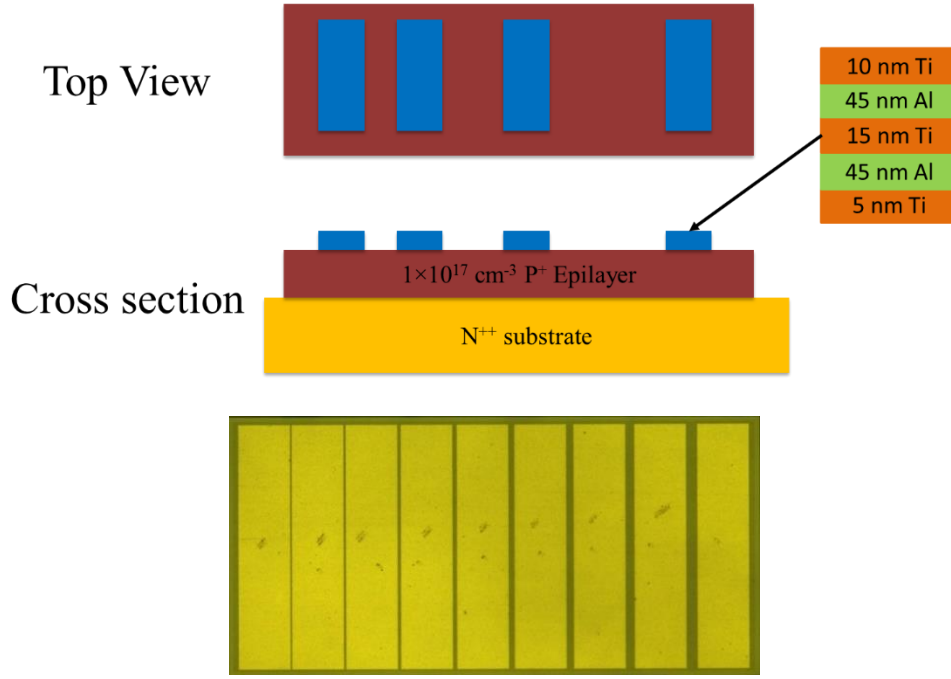 Top View
10 nm Ti
45 nm Al
15 nm Ti
45 nm Al
5 nm Ti
Cross section
1×10¹⁷ cm⁻³ P⁺ Epilayer
N⁺⁺ substrate